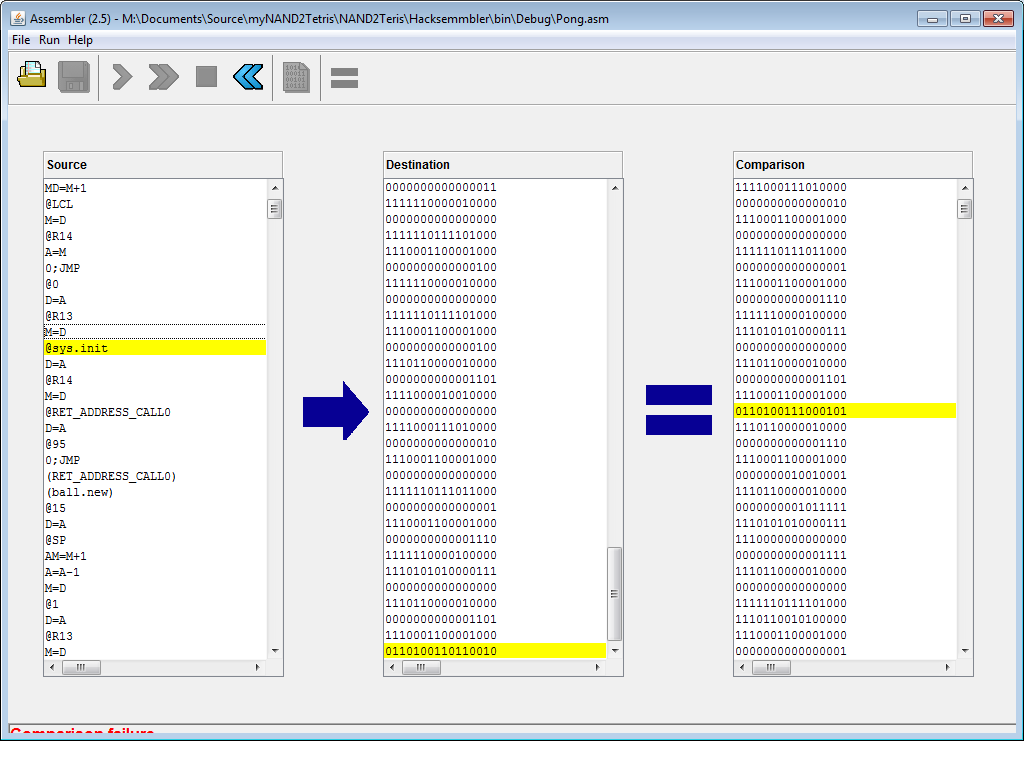 Assembler (2.5) - M:\Documents\Source\myNAND2Tetris\NAND2Teris\Hacksemmbler\bin\Debug\Pong.asm
File Run Help
Source
MD=M+1
@LCL
M=D
@R14
A=M
0;JMP
@0
D=A
@R13
M=D
@sys.init
D=A
@R14
M=D
@RET_ADDRESS_CALL0
D=A
@95
0;JMP
(RET_ADDRESS_CALL0)
(ball.new)
@15
D=A
@SP
AM=M+1
A=A-1
M=D
@1
D=A
@R13
M=D
Destination
0000000000000011
1111110000010000
0000000000000000
1111110111101000
1110001100001000
0000000000000100
1111110000010000
0000000000000000
1111110111101000
1110001100001000
0000000000000100
1110110000010000
0000000000001101
1111000010010000
0000000000000000
1111000111010000
0000000000000010
1110001100001000
0000000000000000
1111110111011000
0000000000000001
1110001100001000
0000000000001110
1111110000100000
1110101010000111
0000000000000000
1110110000010000
0000000000001101
1110001100001000
0110100110110010
Comparison
1111000111010000
0000000000000010
1110001100001000
0000000000000000
1111110111011000
0000000000000001
1110001100001000
0000000000001110
1111110000100000
1110101010000111
0000000000000000
1110110000010000
0000000000001101
1110001100001000
0110100111000101
1110110000010000
0000000000001110
1110001100001000
0000000010010001
1110110000010000
0000000001011111
1110101010000111
1110000000000000
0000000000001111
1110110000010000
0000000000000000
1111110111101000
1110110010100000
1110001100001000
0000000000000001
Comparison failure